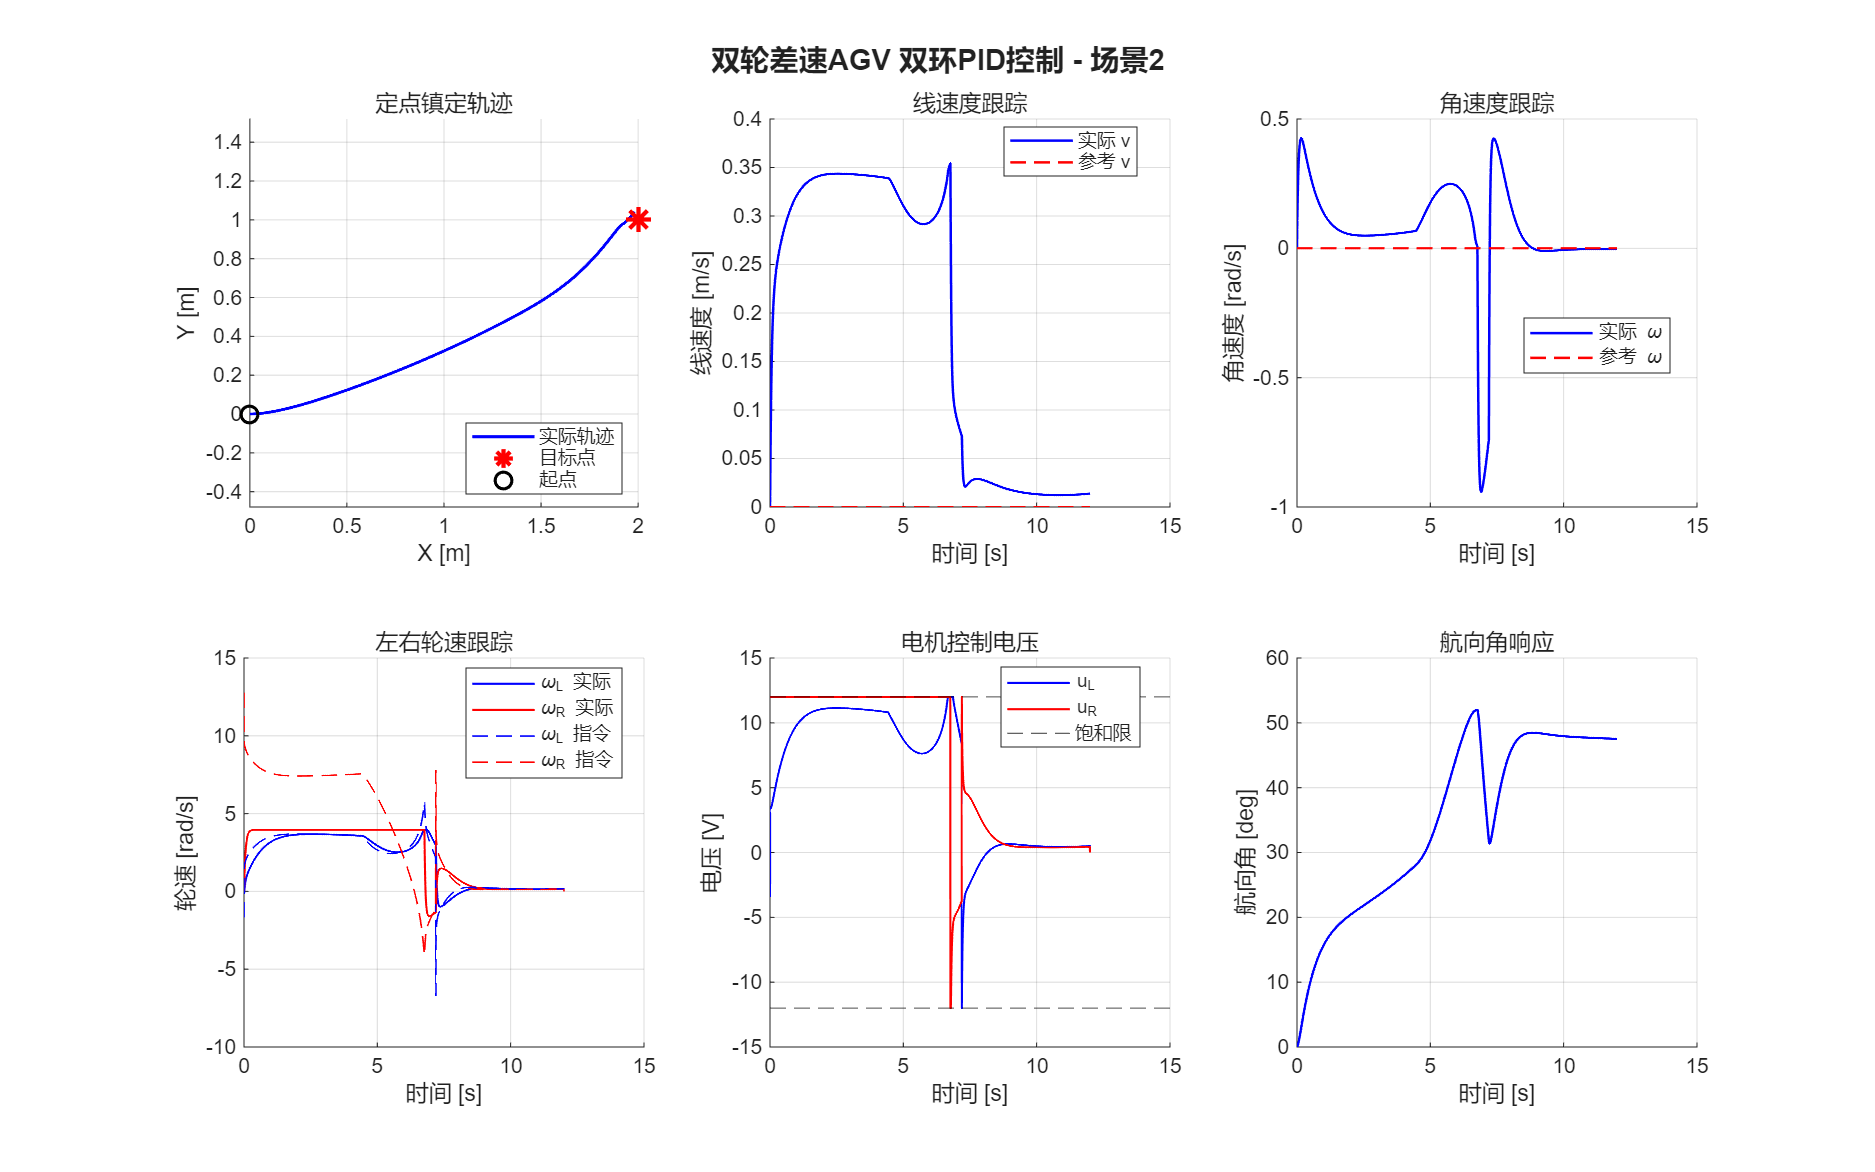 双轮差速AGV 双环PID控制 - 场景2
定点镇定轨迹
1.4
1.2
1
0.8
0.6
0.4
0.2
0
-0.2
-0.4
Y [m]
0 0.5 1 1.5 2
X [m]
实际轨迹
目标点
起点
线速度跟踪
0.4
0.35
0.3
0.25
0.2
0.15
0.1
0.05
0
线速度 [m/s]
0 5 10 15
时间 [s]
实际 v
参考 v
角速度跟踪
0.5
0
-0.5
-1
角速度 [rad/s]
0 5 10 15
时间 [s]
实际 ω
参考 ω
左右轮速跟踪
15
10
5
0
-5
-10
轮速 [rad/s]
0 5 10 15
时间 [s]
ωL 实际
ωR 实际
ωL 指令
ωR 指令
电机控制电压
15
10
5
0
-5
-10
-15
电压 [V]
0 5 10 15
时间 [s]
uL
uR
饱和限
航向角响应
60
50
40
30
20
10
0
航向角 [deg]
0 5 10 15
时间 [s]